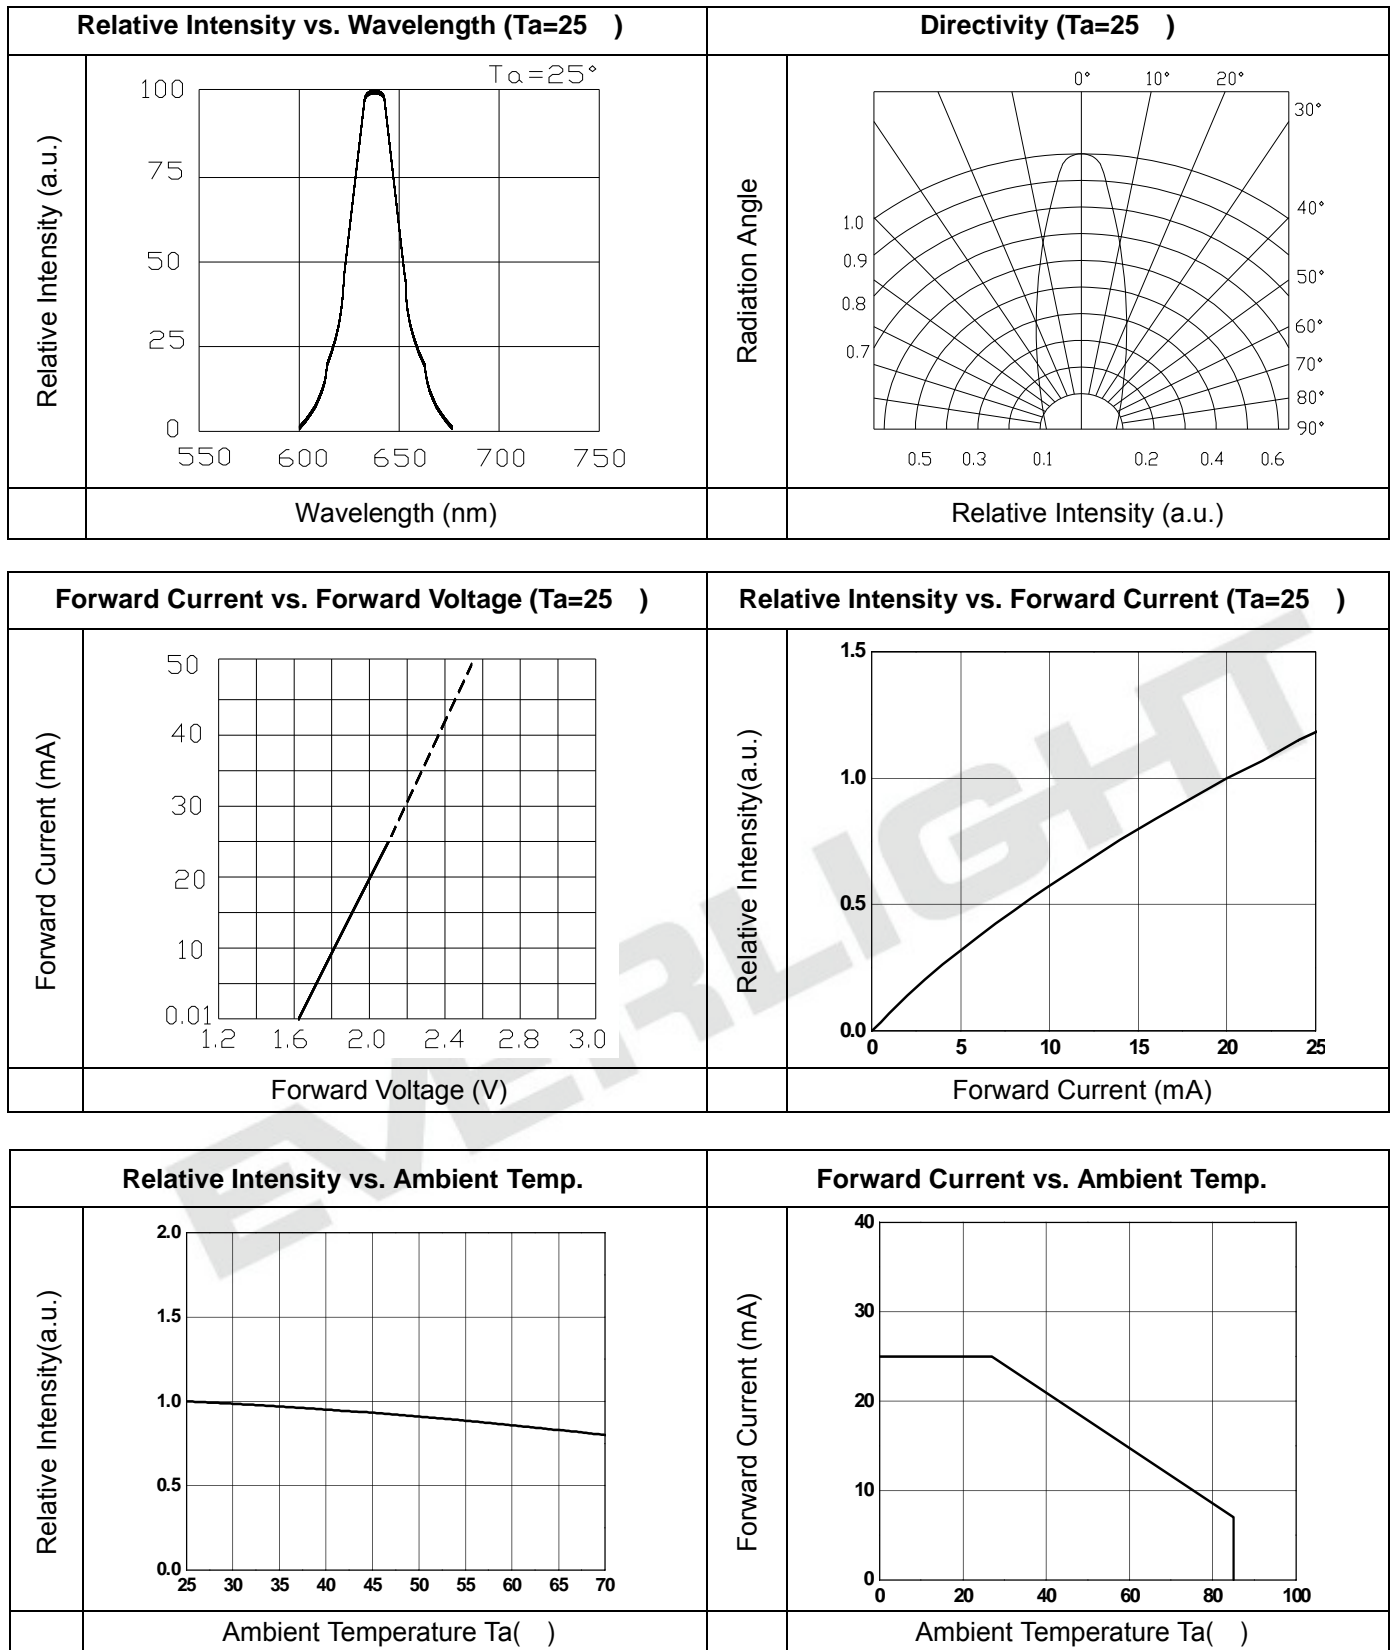 Relative Intensity vs. Wavelength (Ta=25 )
Directivity (Ta=25 )
Relative Intensity (a.u.)
Ta=25°
100
75
50
25
0
550 600 650 700 750
Wavelength (nm)
Radiation Angle
0° 10° 20°
30°
40°
50°
60°
70°
80°
90°
1.0
0.9
0.8
0.7
0.5 0.3 0.1 0.2 0.4 0.6
Relative Intensity (a.u.)
Forward Current vs. Forward Voltage (Ta=25 )
Relative Intensity vs. Forward Current (Ta=25 )
Forward Current (mA)
50
40
30
20
10
0.01
1.2 1.6 2.0 2.4 2.8 3.0
Forward Voltage (V)
Relative Intensity(a.u.)
1.5
1.0
0.5
0.0
0 5 10 15 20 25
Forward Current (mA)
EVERLIGHT
Relative Intensity vs. Ambient Temp.
Forward Current vs. Ambient Temp.
Relative Intensity(a.u.)
2.0
1.5
1.0
0.5
0.0
25 30 35 40 45 50 55 60 65 70
Ambient Temperature Ta( )
Forward Current (mA)
40
30
20
10
0
0 20 40 60 80 100
Ambient Temperature Ta( )